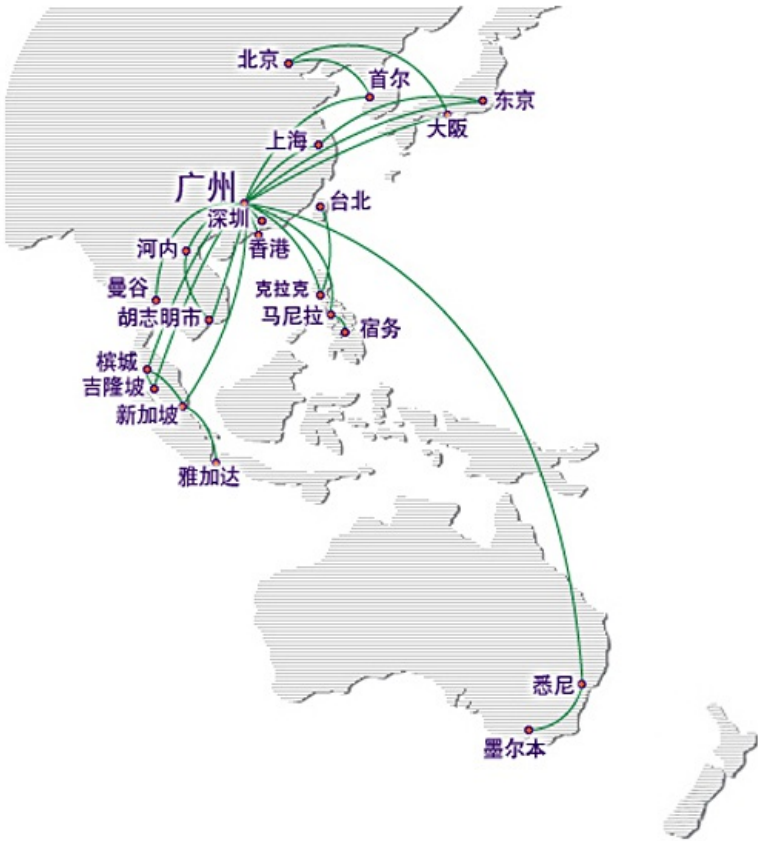 北京
首尔
东京
大阪
上海
广州
台北
深圳
香港
河内
曼谷
克拉克
胡志明市
马尼拉
宿务
槟城
吉隆坡
新加坡
雅加达
悉尼
墨尔本